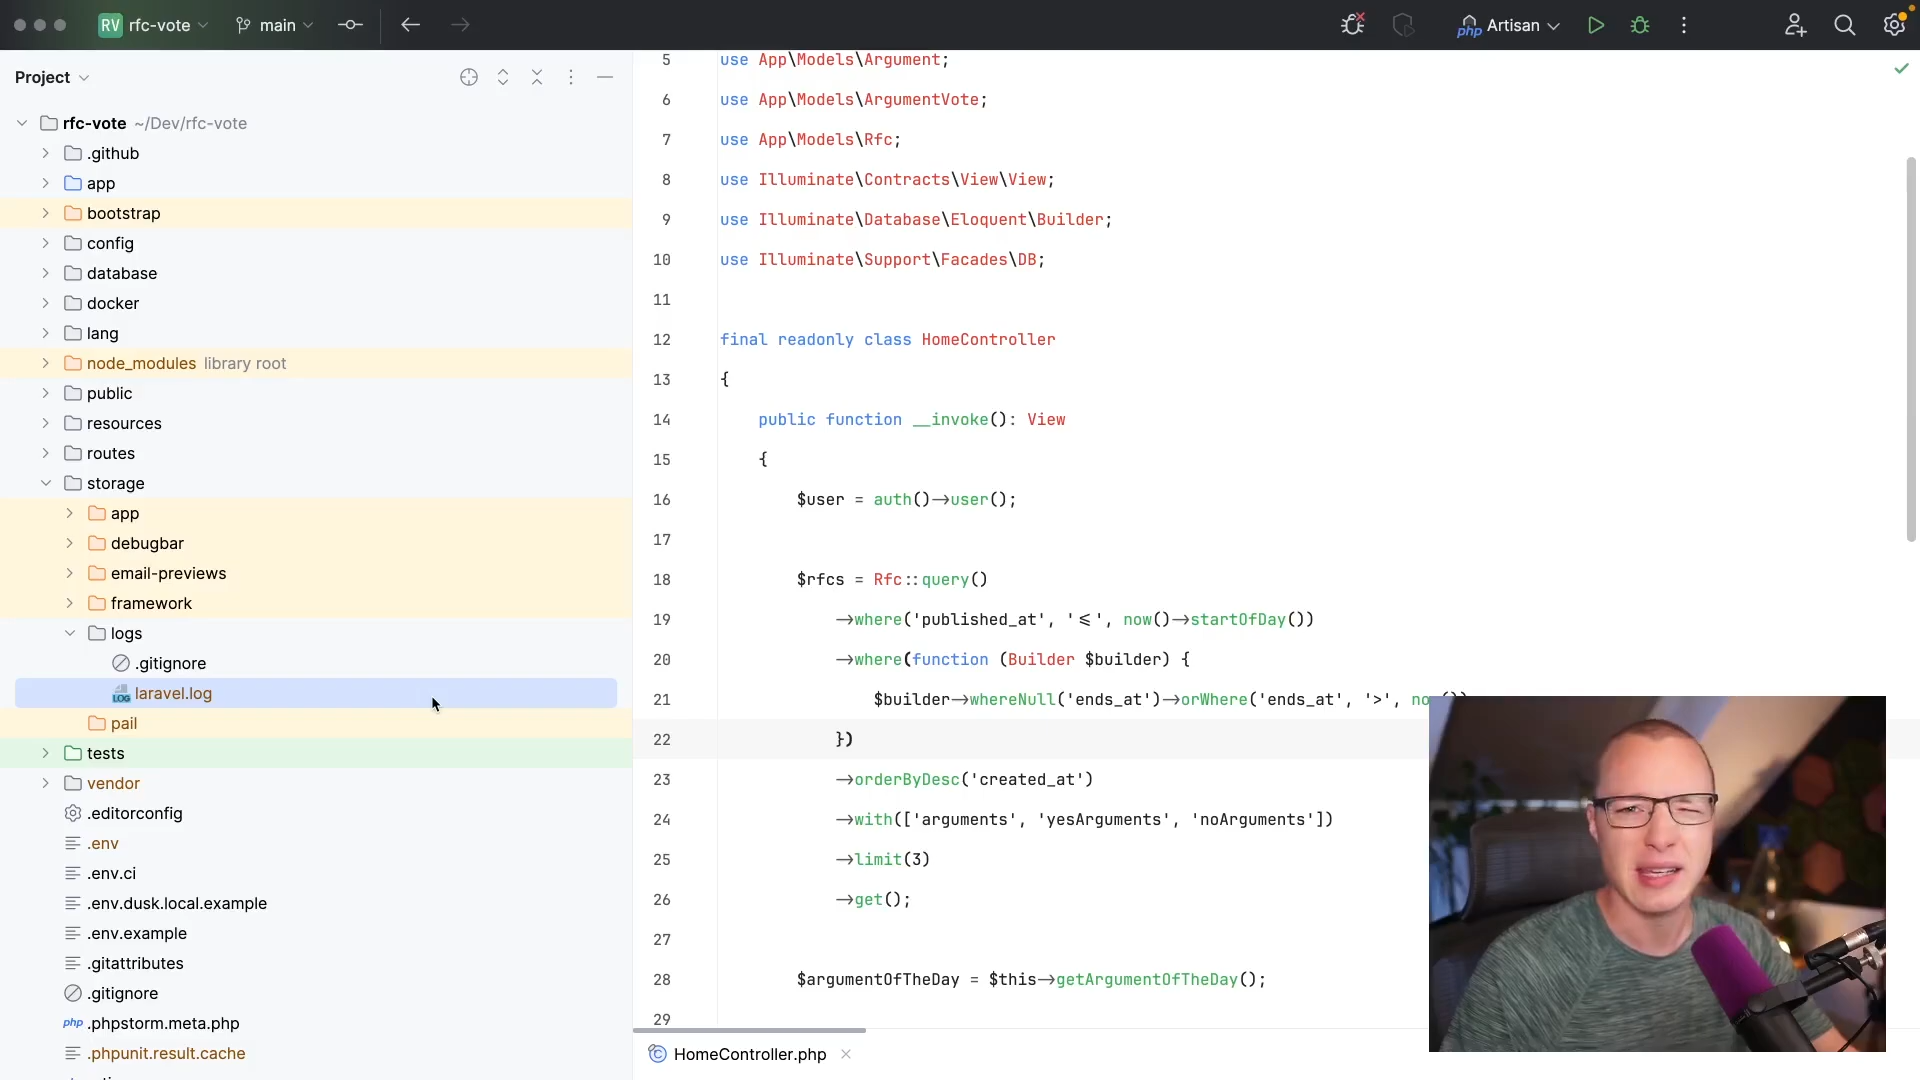 RV rfc-vote main php Artisan
Project
rfc-vote ~/Dev/rfc-vote
.github
app
bootstrap
config
database
docker
lang
node_modules library root
public
resources
routes
storage
app
debugbar
email-previews
framework
logs
.gitignore
LOG laravel.log
pail
tests
vendor
.editorconfig
.env
.env.ci
.env.dusk.local.example
.env.example
.gitattributes
.gitignore
php .phpstorm.meta.php
.phpunit.result.cache
5 use App\Models\Argument;
6 use App\Models\ArgumentVote;
7 use App\Models\Rfc;
8 use Illuminate\Contracts\View\View;
9 use Illuminate\Database\Eloquent\Builder;
10 use Illuminate\Support\Facades\DB;
11
12 final readonly class HomeController
13 {
14 public function __invoke(): View
15 {
16 $user = auth()->user();
17
18 $rfcs = Rfc::query()
19 ->where('published_at', '<=', now()->startOfDay())
20 ->where(function (Builder $builder) {
21 $builder->whereNull('ends_at')->orWhere('ends_at', '>', now())
22 })
23 ->orderByDesc('created_at')
24 ->with(['arguments', 'yesArguments', 'noArguments'])
25 ->limit(3)
26 ->get();
27
28 $argumentOfTheDay = $this->getArgumentOfTheDay();
29
C HomeController.php